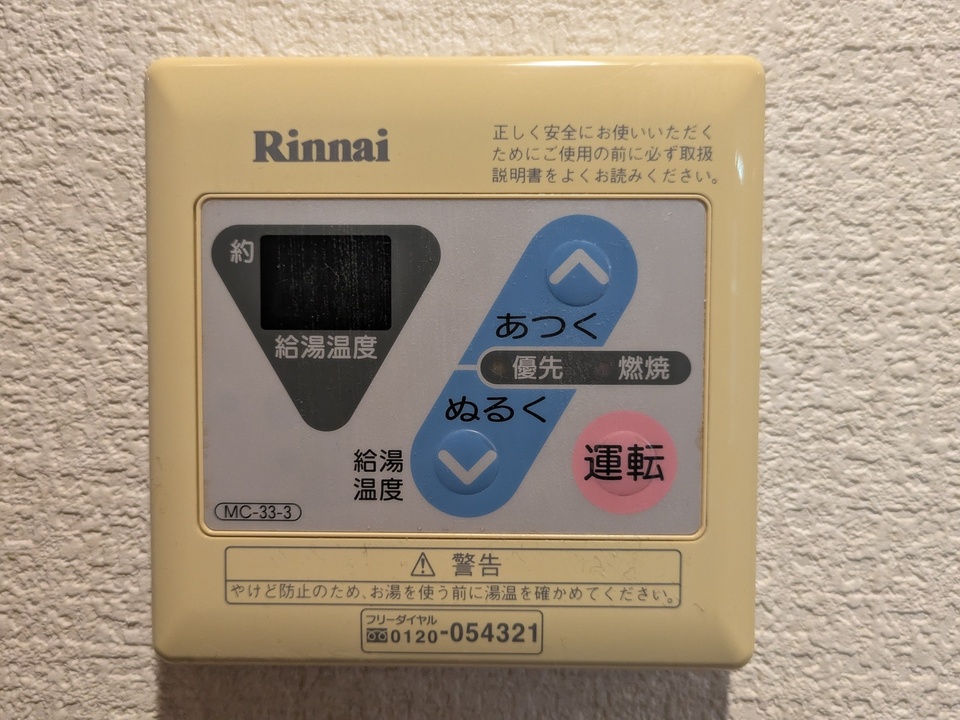 Rinnai
正しく安全にお使いいただく
ためにご使用の前に必ず取扱
説明書をよくお読みください。
約
給湯温度
あつく
優先 燃焼
ぬるく
給湯
温度
運転
MC-33-3
⚠ 警告
やけど防止のため、お湯を使う前に湯温を確かめてください。
フリーダイヤル
0120-054321